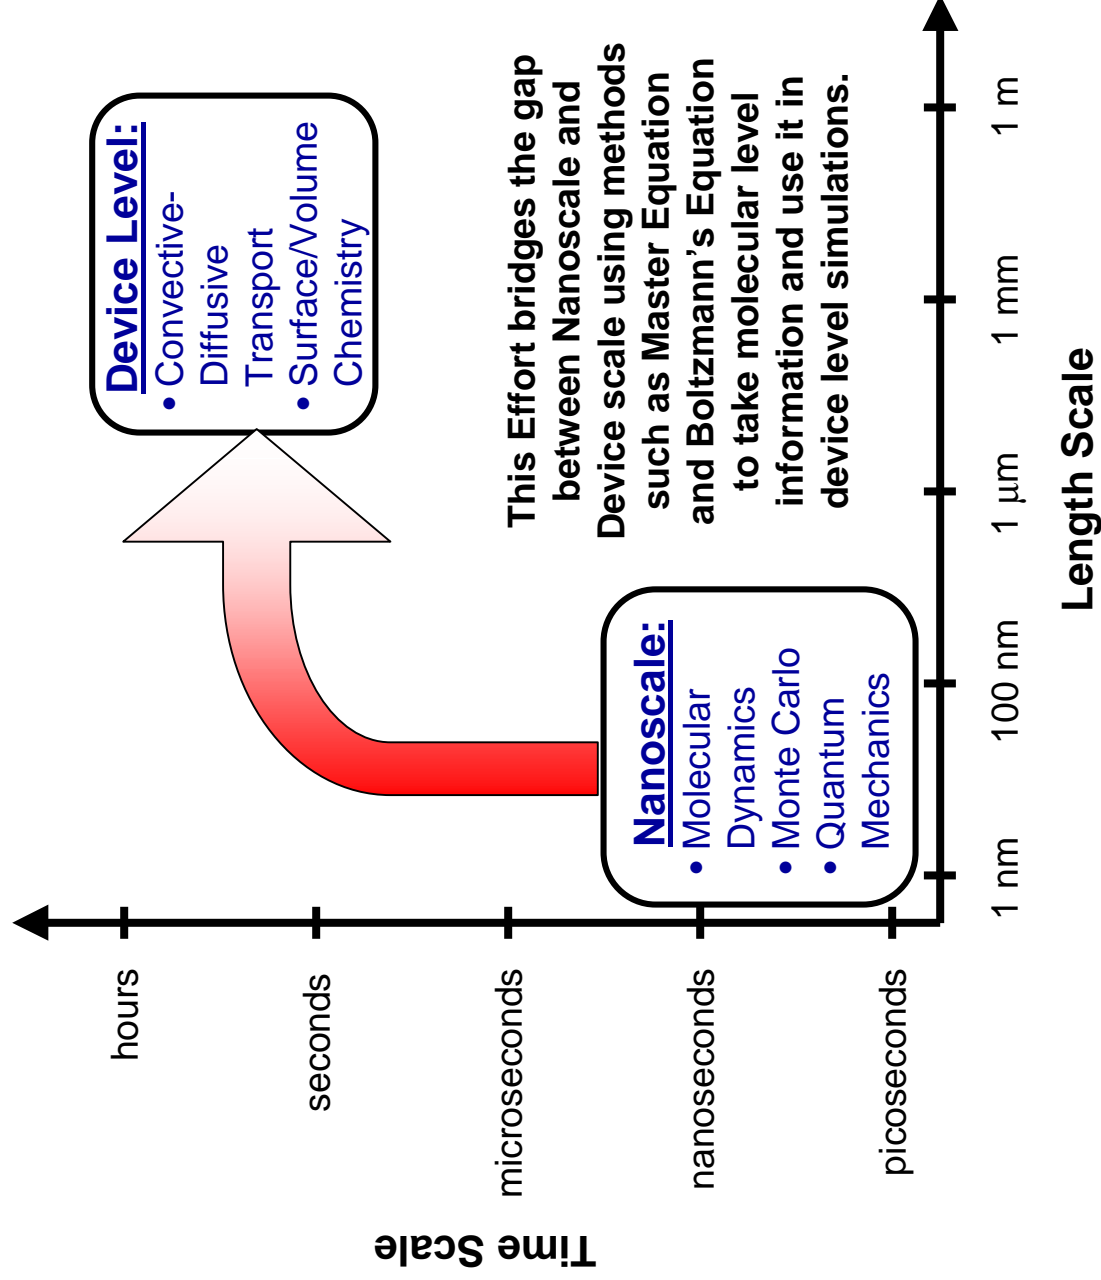 Time Scale
hours
seconds
microseconds
nanoseconds
picoseconds
Device Level:
• Convective-
Diffusive
Transport
• Surface/Volume
Chemistry
This Effort bridges the gap
between Nanoscale and
Device scale using methods
such as Master Equation
and Boltzmann’s Equation
to take molecular level
information and use it in
device level simulations.
Nanoscale:
• Molecular
Dynamics
• Monte Carlo
• Quantum
Mechanics
1 nm
100 nm
1 μm
1 mm
1 m
Length Scale